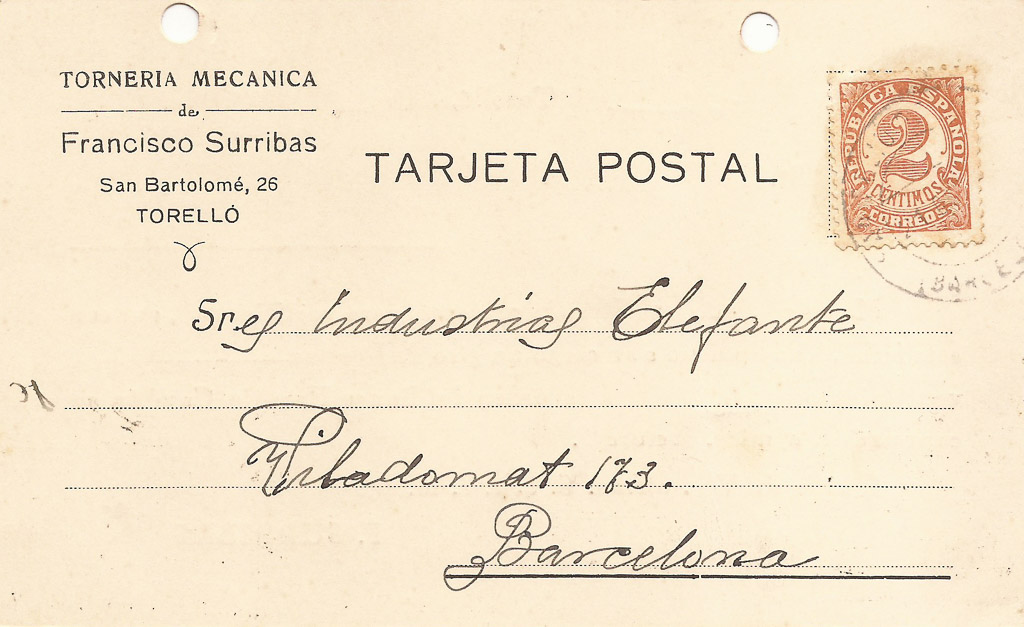 TORNERIA MECANICA
de
Francisco Surribas
San Bartolomé, 26
TORELLÓ
TARJETA POSTAL
REPUBLICA ESPAÑOLA
2
CÉNTIMOS
CORREOS
Sres Industrias Elefante
Viladomat 173.
Barcelona